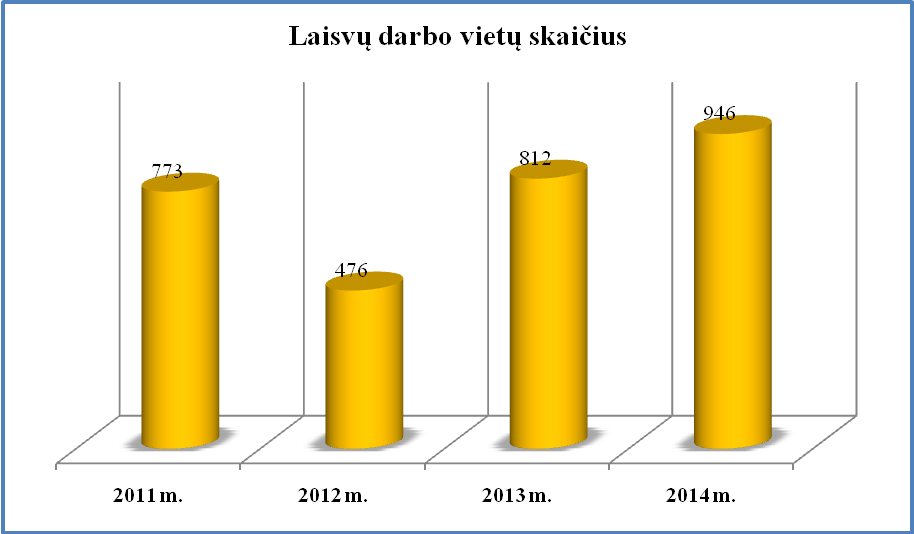 Laisvų darbo vietų skaičius
773
476
812
946
2011 m.
2012 m.
2013 m.
2014 m.